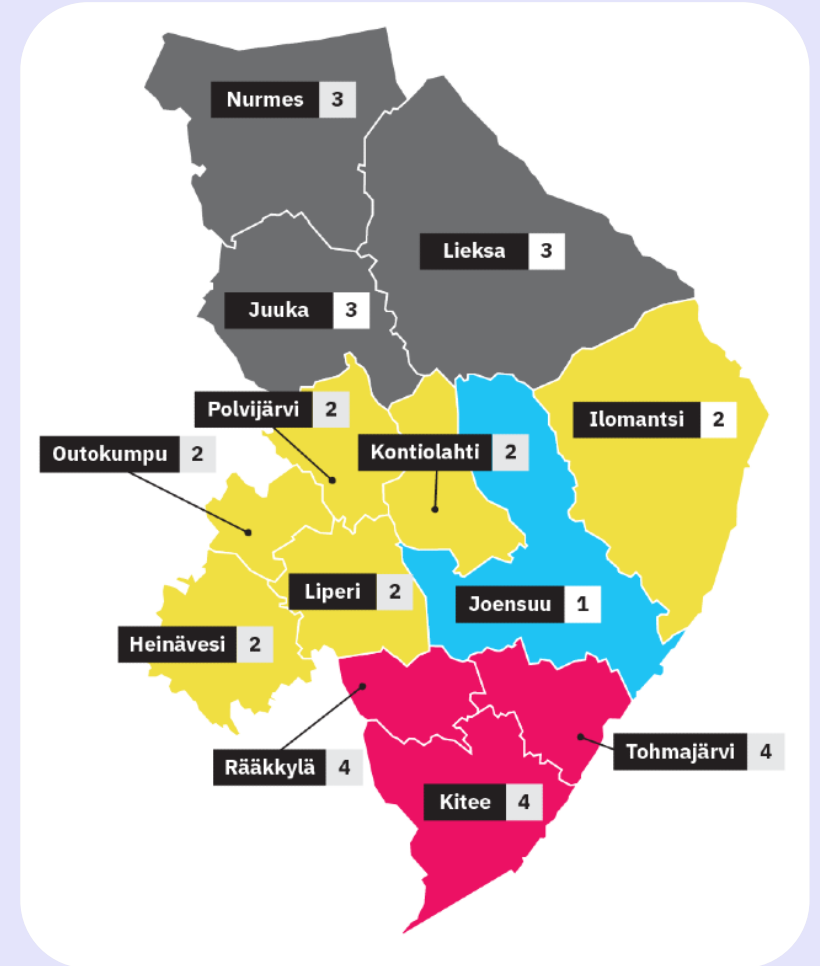 Nurmes 3
Lieksa 3
Juuka 3
Polvijärvi 2
Ilomantsi 2
Outokumpu 2
Kontiolahti 2
Liperi 2
Joensuu 1
Heinävesi 2
Rääkkylä 4
Tohmajärvi 4
Kitee 4